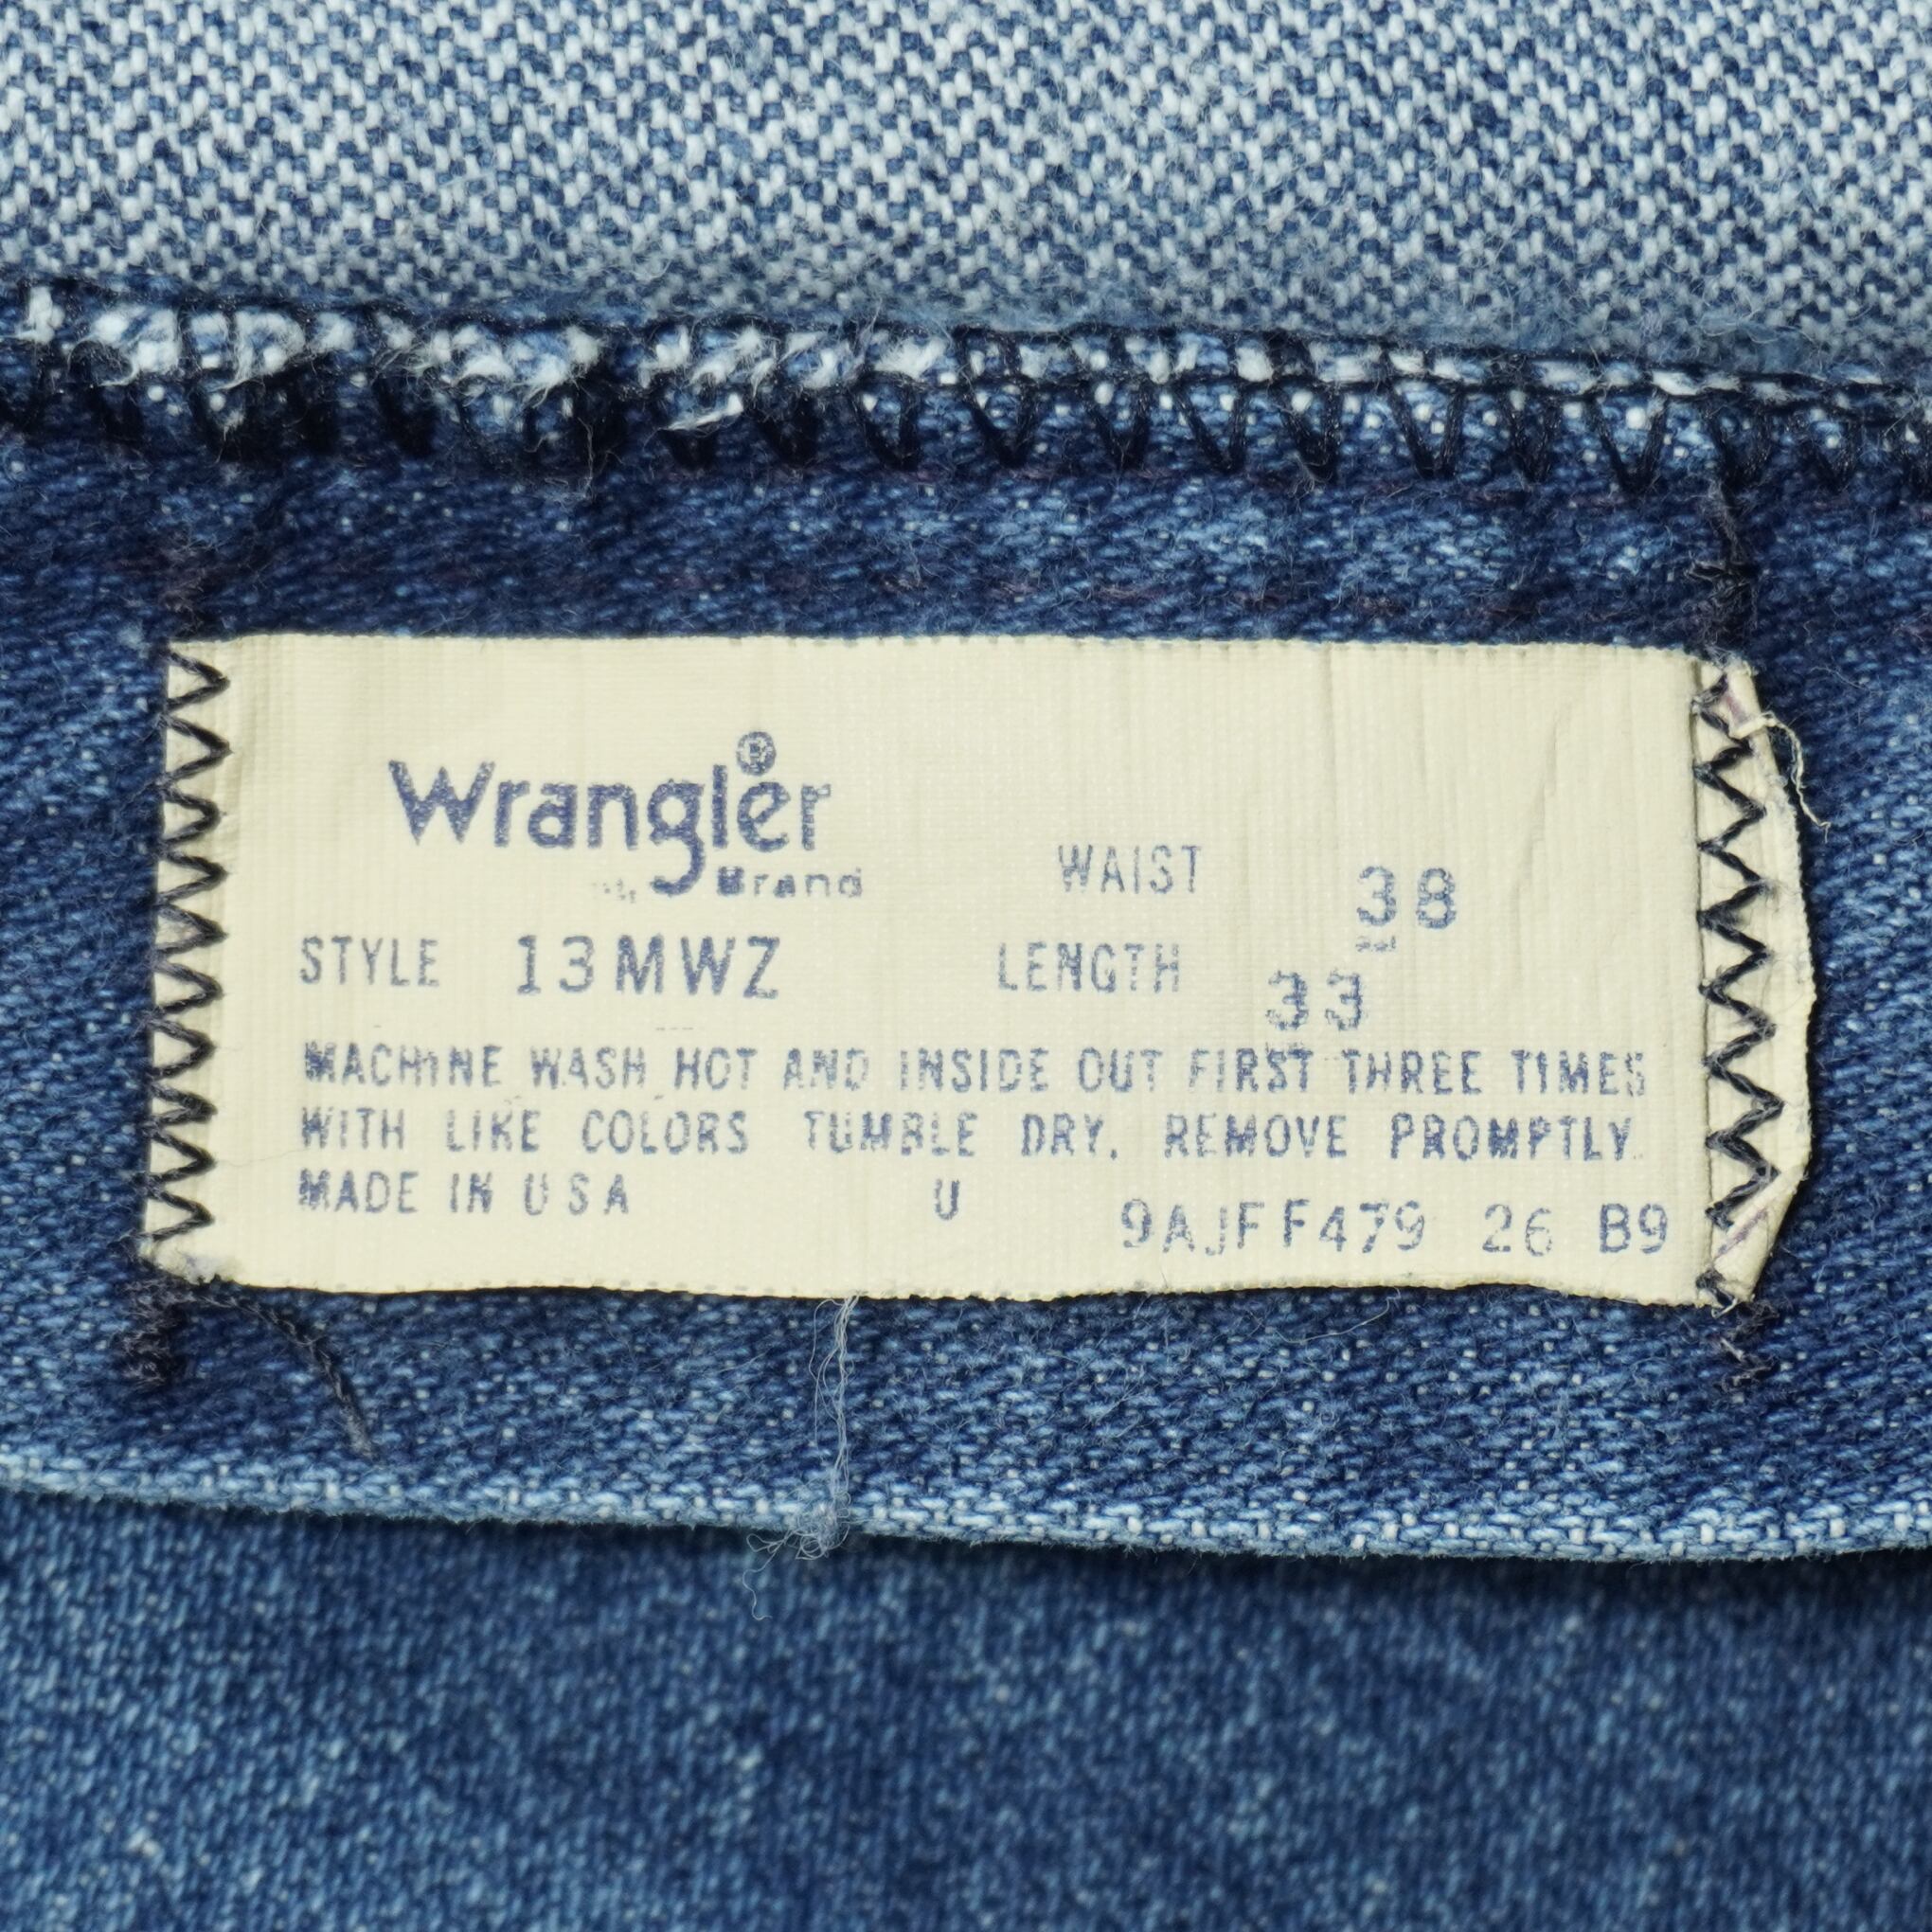 Wrangler®
Brand
WAIST 38
STYLE 13MWZ LENGTH 33
MACHINE WASH HOT AND INSIDE OUT FIRST THREE TIMES
WITH LIKE COLORS TUMBLE DRY. REMOVE PROMPTLY.
MADE IN USA U 9AJFF479 26 B9